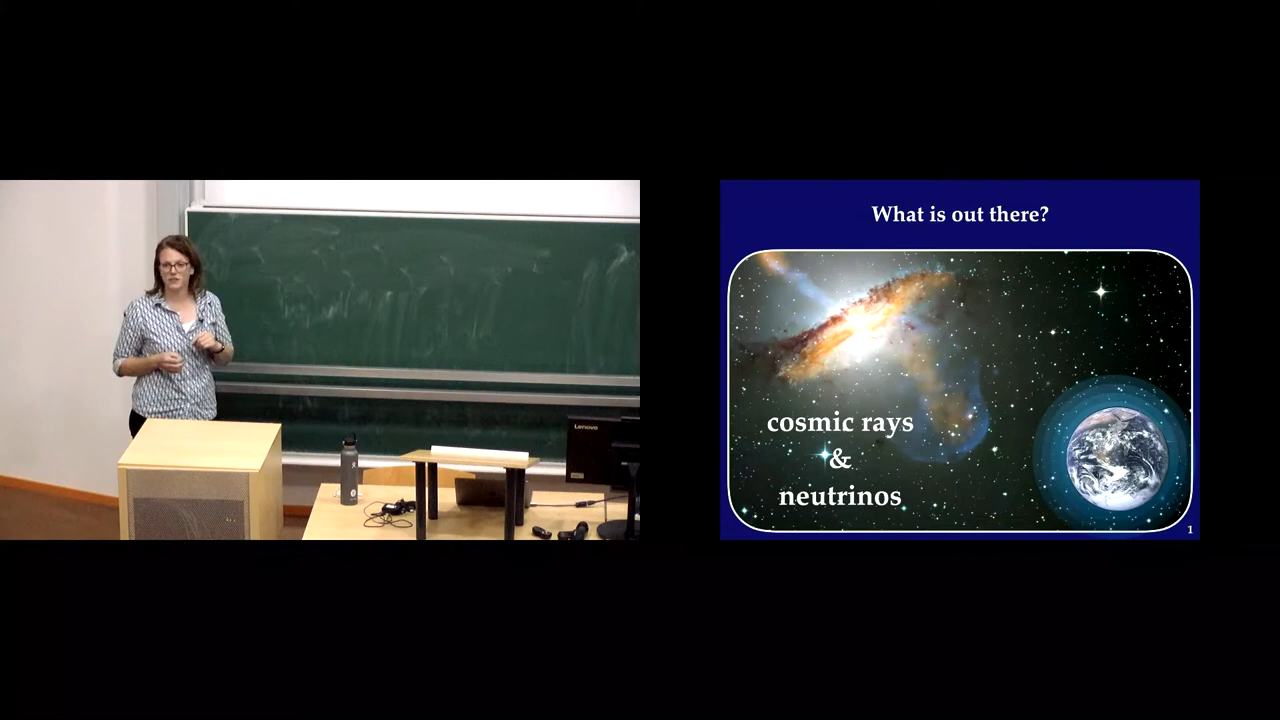 Lenovo
What is out there?
cosmic rays
&
neutrinos
1